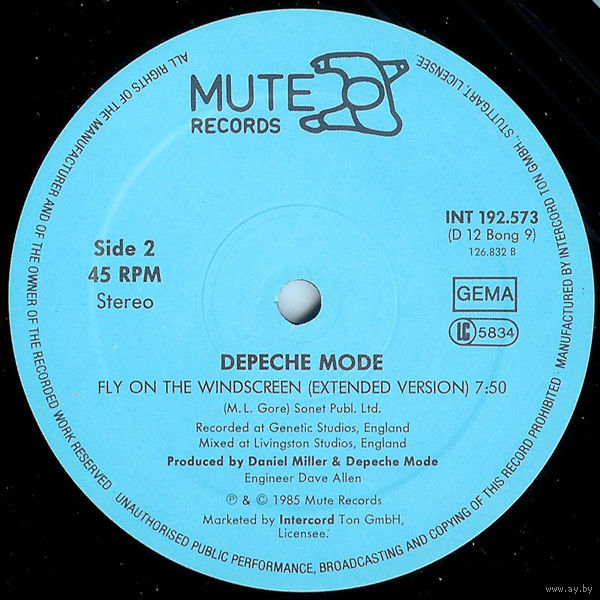 MUTE
RECORDS
INT 192.573
(D 12 Bong 9)
126.832 B
Side 2
45 RPM
Stereo
GEMA
LC 5834
DEPECHE MODE
FLY ON THE WINDSCREEN (EXTENDED VERSION) 7:50
(M.L. Gore) Sonet Publ. Ltd.
Recorded at Genetic Studios, England
Mixed at Livingston Studios, England
Produced by Daniel Miller & Depeche Mode
Engineer Dave Allen
℗ & © 1985 Mute Records
Marketed by Intercord Ton GmbH,
Licensee.
ALL RIGHTS OF THE MANUFACTURER AND OF THE OWNER OF THE RECORDED WORK RESERVED · UNAUTHORISED PUBLIC PERFORMANCE, BROADCASTING AND COPYING OF THIS RECORD PROHIBITED · MANUFACTURED BY INTERCORD TON GMBH, STUTTGART, LICENSEE
www.ay.by